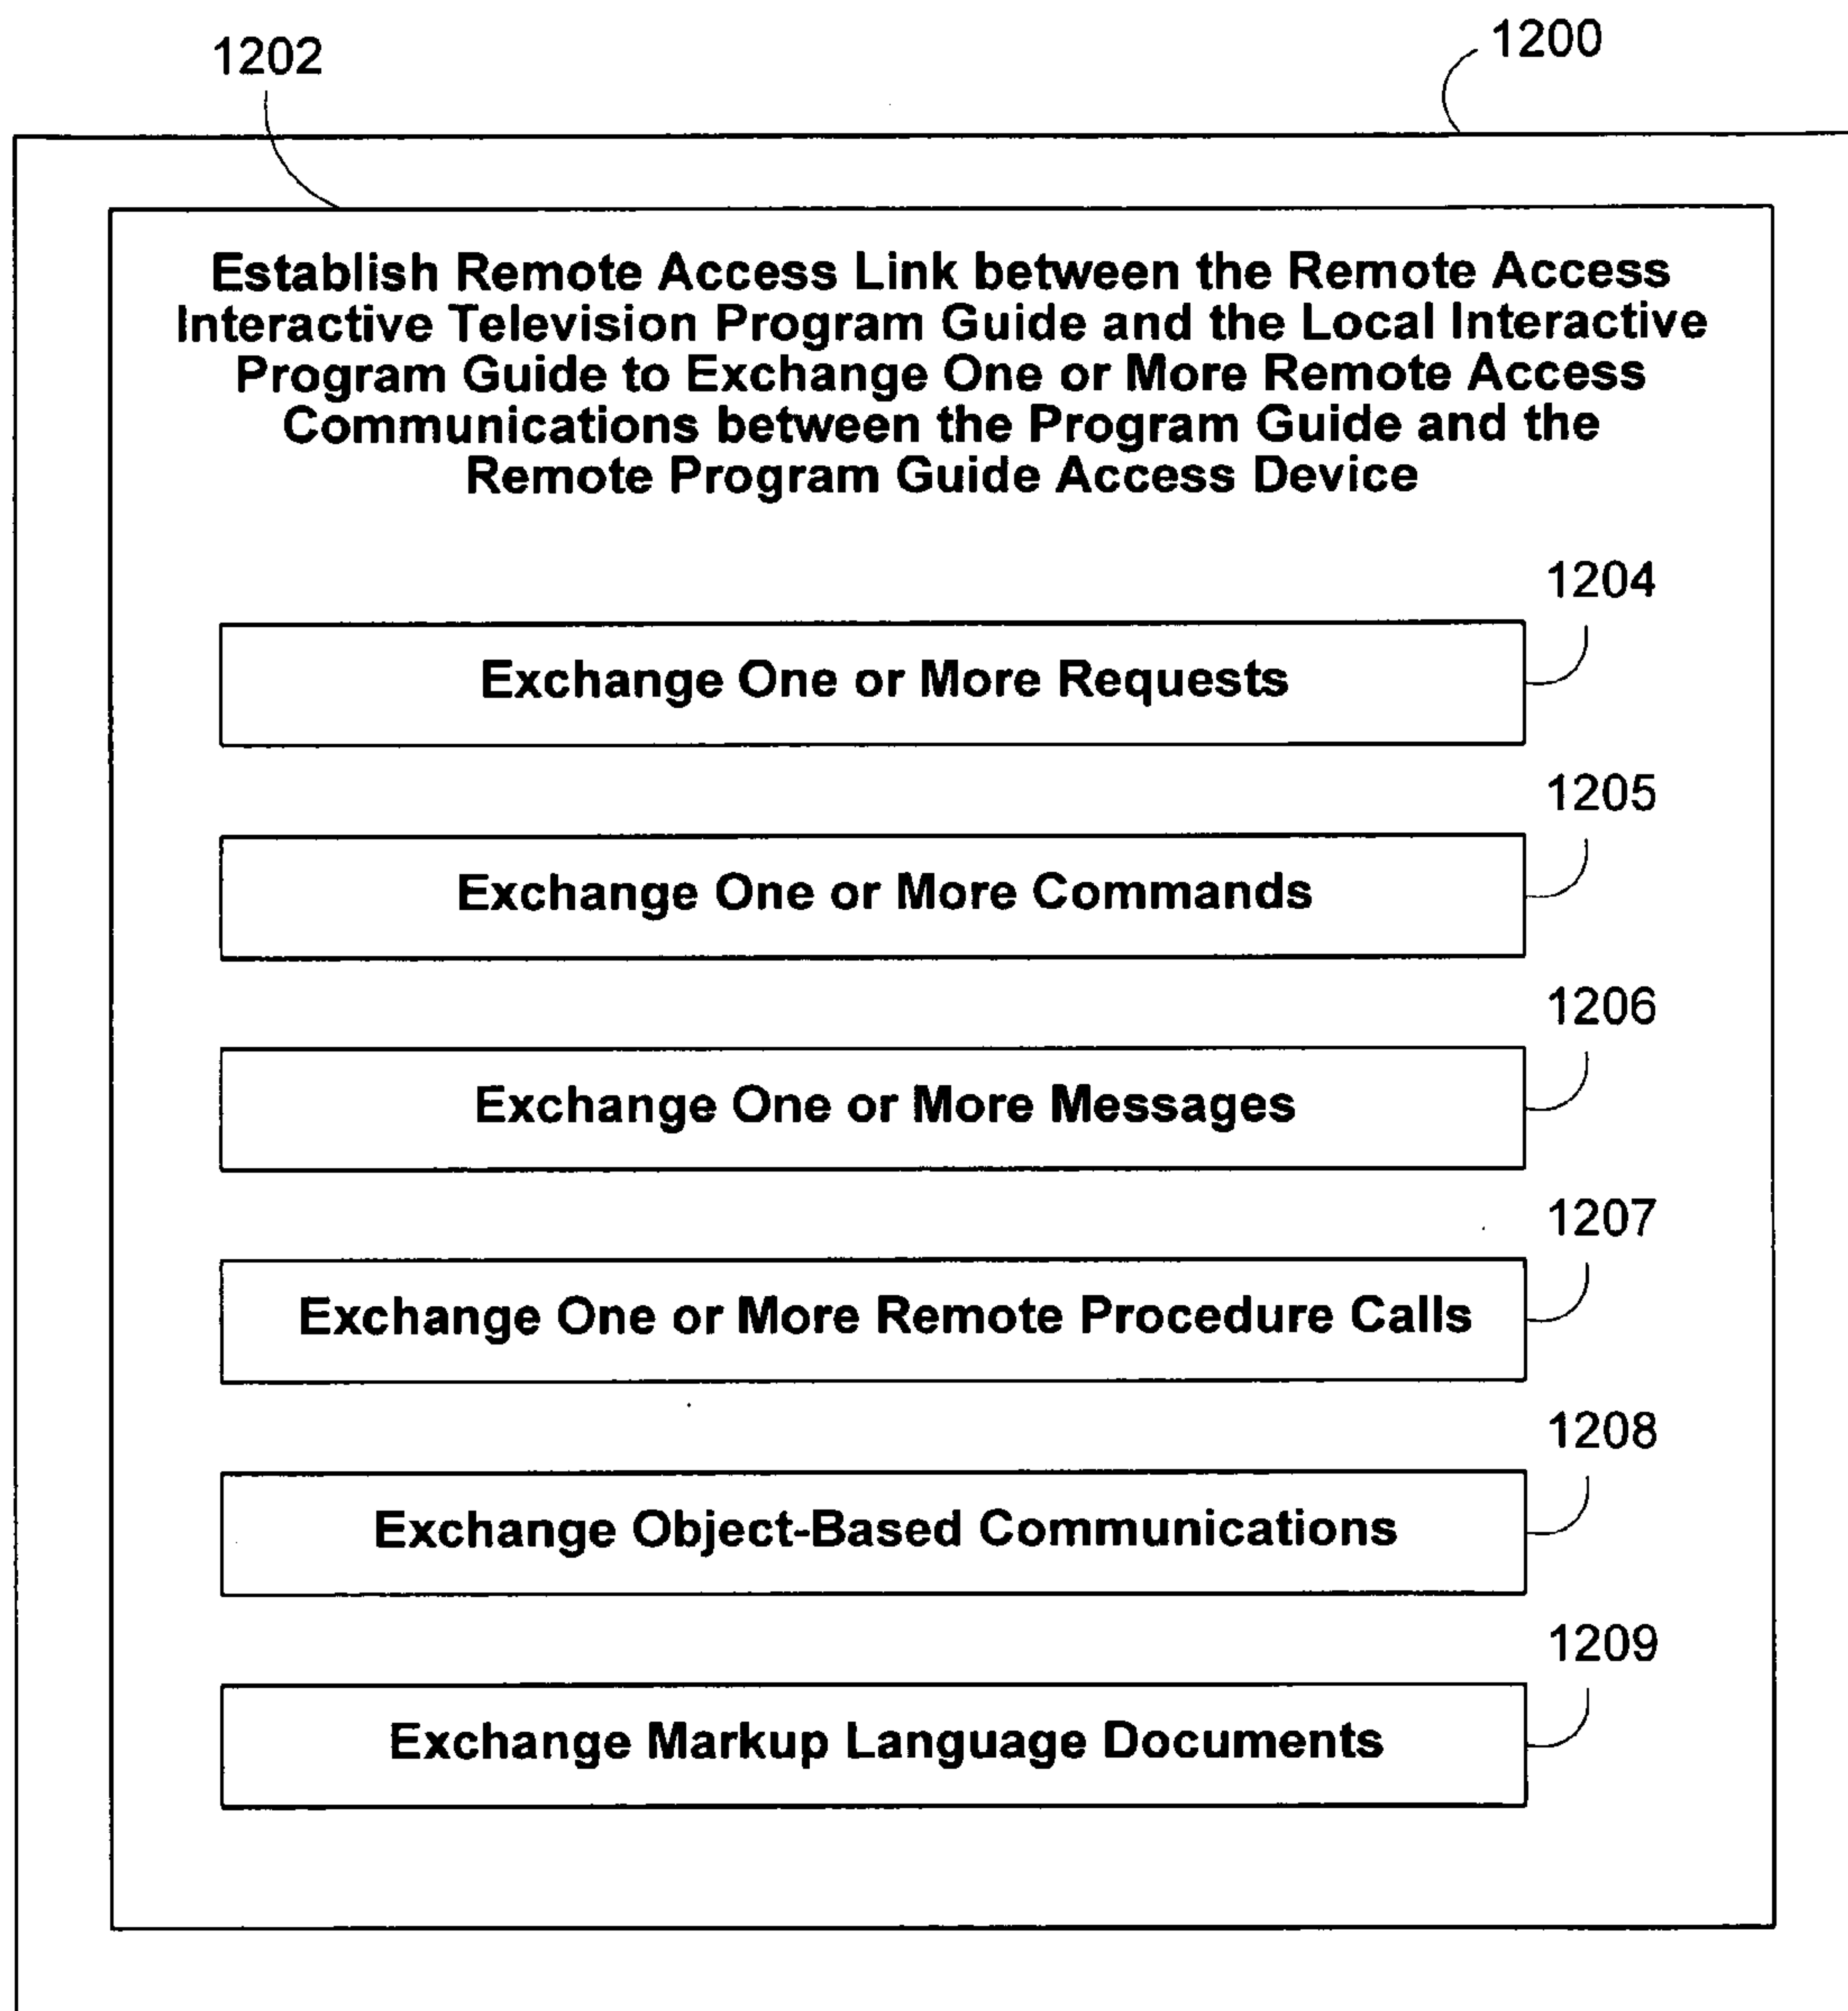 1202
1200
Establish Remote Access Link between the Remote Access
Interactive Television Program Guide and the Local Interactive
Program Guide to Exchange One or More Remote Access
Communications between the Program Guide and the
Remote Program Guide Access Device
1204
Exchange One or More Requests
1205
Exchange One or More Commands
1206
Exchange One or More Messages
1207
Exchange One or More Remote Procedure Calls
1208
Exchange Object-Based Communications
1209
Exchange Markup Language Documents